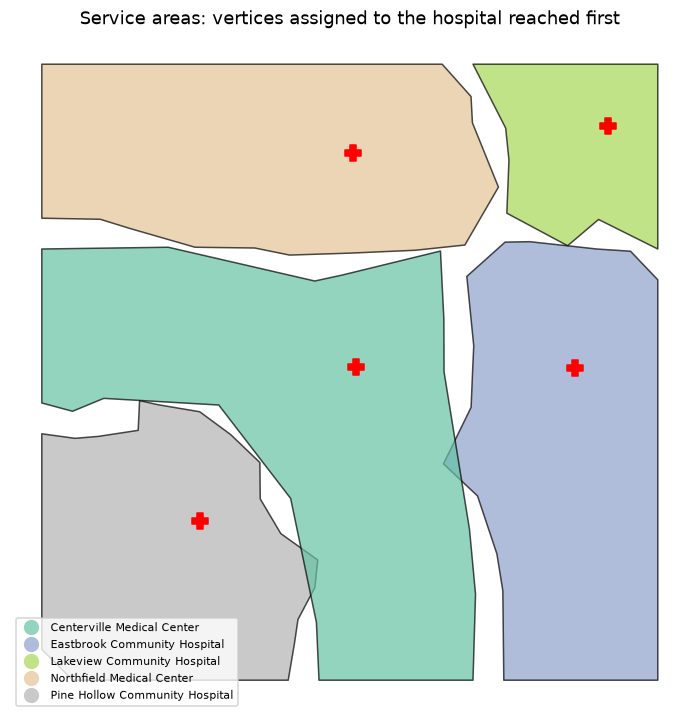 Service areas: vertices assigned to the hospital reached first
Centerville Medical Center
Eastbrook Community Hospital
Lakeview Community Hospital
Northfield Medical Center
Pine Hollow Community Hospital